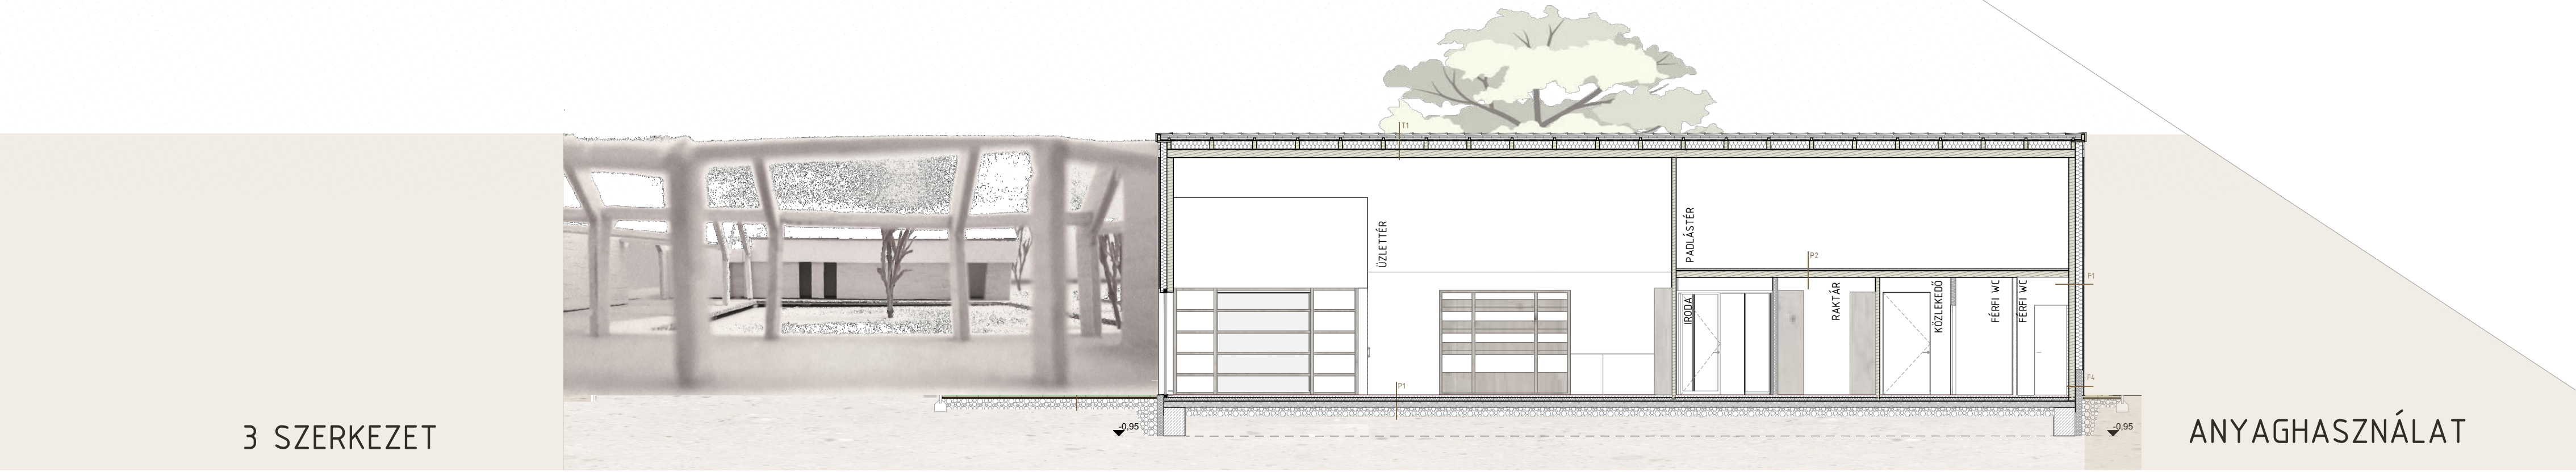 3 SZERKEZET
T1
ÜZLETTÉR
PADLÁSTÉR
P2
IRODA
RAKTÁR
KÖZLEKEDŐ
FÉRFI WC
FÉRFI WC
F1
F4
P1
-0,95
-0,95
ANYAGHASZNÁLAT